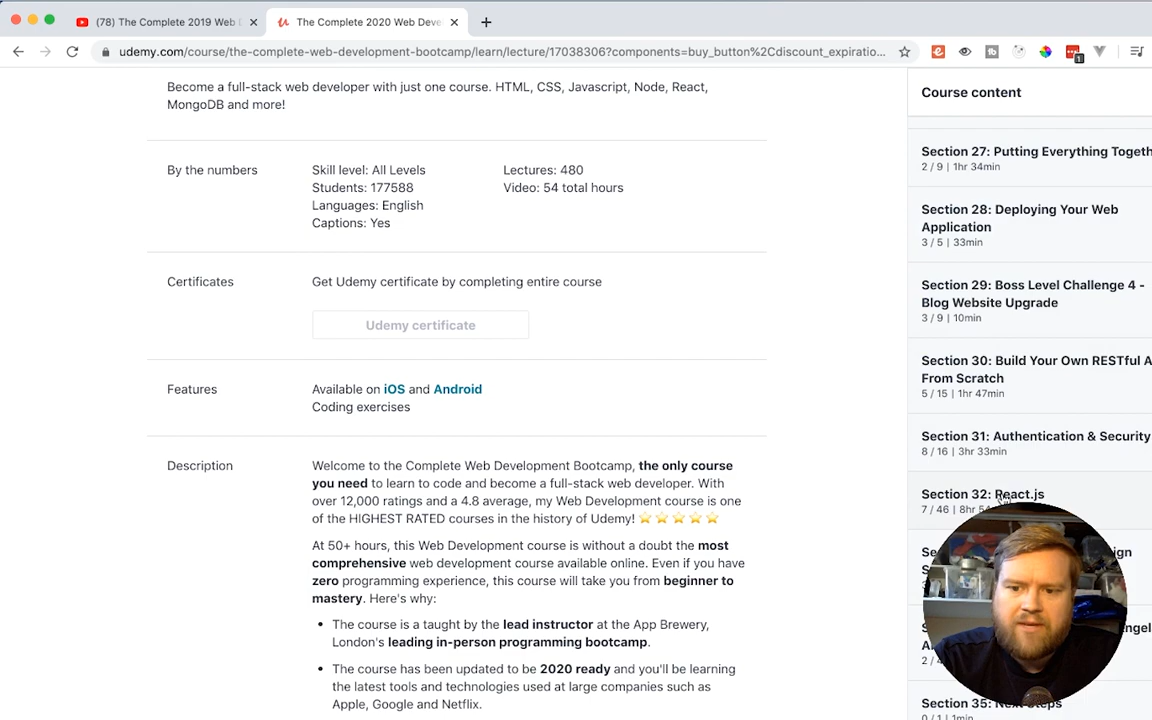 (78) The Complete 2019 Web D
The Complete 2020 Web Deve
udemy.com/course/the-complete-web-development-bootcamp/learn/lecture/17038306?components=buy_button%2Cdiscount_expiratio...
Become a full-stack web developer with just one course. HTML, CSS, Javascript, Node, React,
MongoDB and more!
By the numbers
Skill level: All Levels
Students: 177588
Languages: English
Captions: Yes
Lectures: 480
Video: 54 total hours
Certificates
Get Udemy certificate by completing entire course
Udemy certificate
Features
Available on iOS and Android
Coding exercises
Description
Welcome to the Complete Web Development Bootcamp, the only course
you need to learn to code and become a full-stack web developer. With
over 12,000 ratings and a 4.8 average, my Web Development course is one
of the HIGHEST RATED courses in the history of Udemy! ⭐⭐⭐⭐⭐
At 50+ hours, this Web Development course is without a doubt the most
comprehensive web development course available online. Even if you have
zero programming experience, this course will take you from beginner to
mastery. Here's why:
• The course is a taught by the lead instructor at the App Brewery,
London's leading in-person programming bootcamp.
• The course has been updated to be 2020 ready and you'll be learning
the latest tools and technologies used at large companies such as
Apple, Google and Netflix.
Course content
Section 27: Putting Everything Togeth
2 / 9 | 1hr 34min
Section 28: Deploying Your Web
Application
3 / 5 | 33min
Section 29: Boss Level Challenge 4 -
Blog Website Upgrade
3 / 9 | 10min
Section 30: Build Your Own RESTful A
From Scratch
5 / 15 | 1hr 47min
Section 31: Authentication & Security
8 / 16 | 3hr 33min
Section 32: React.js
7 / 46 | 8hr
Section 35: Next Steps
0 / 1 | 1min